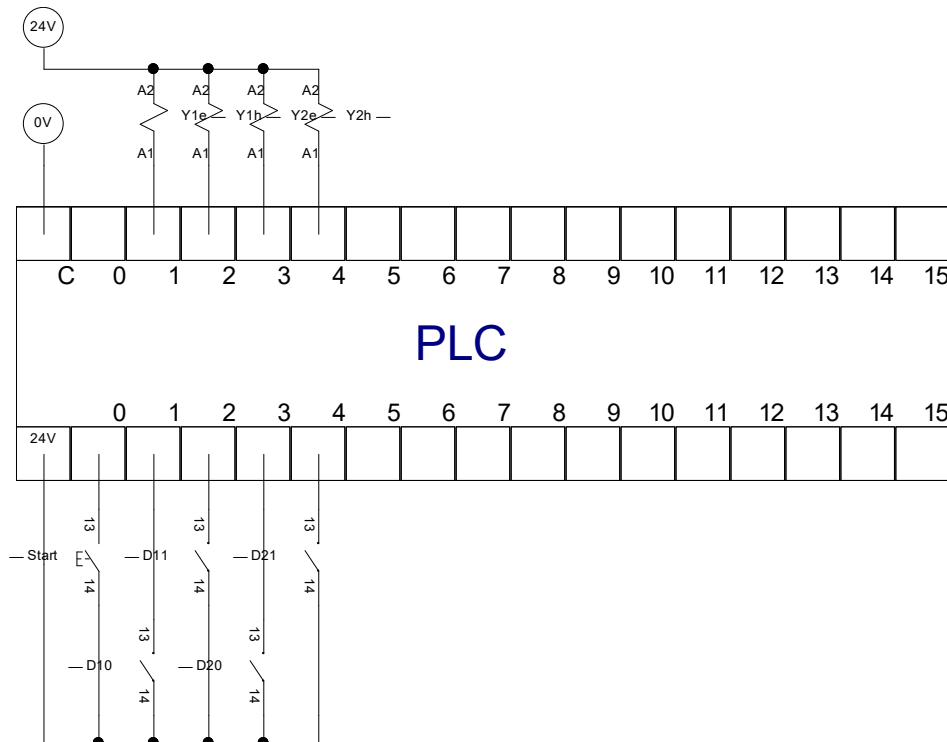 24V
A2 A2 A2 A2
0V Y1e Y1h Y2e Y2h
A1 A1 A1 A1
C 0 1 2 3 4 5 6 7 8 9 10 11 12 13 14 15
PLC
0 1 2 3 4 5 6 7 8 9 10 11 12 13 14 15
24V
13 13 13
Start D11 D21
14 14 14
13 13
D10 D20
14 14